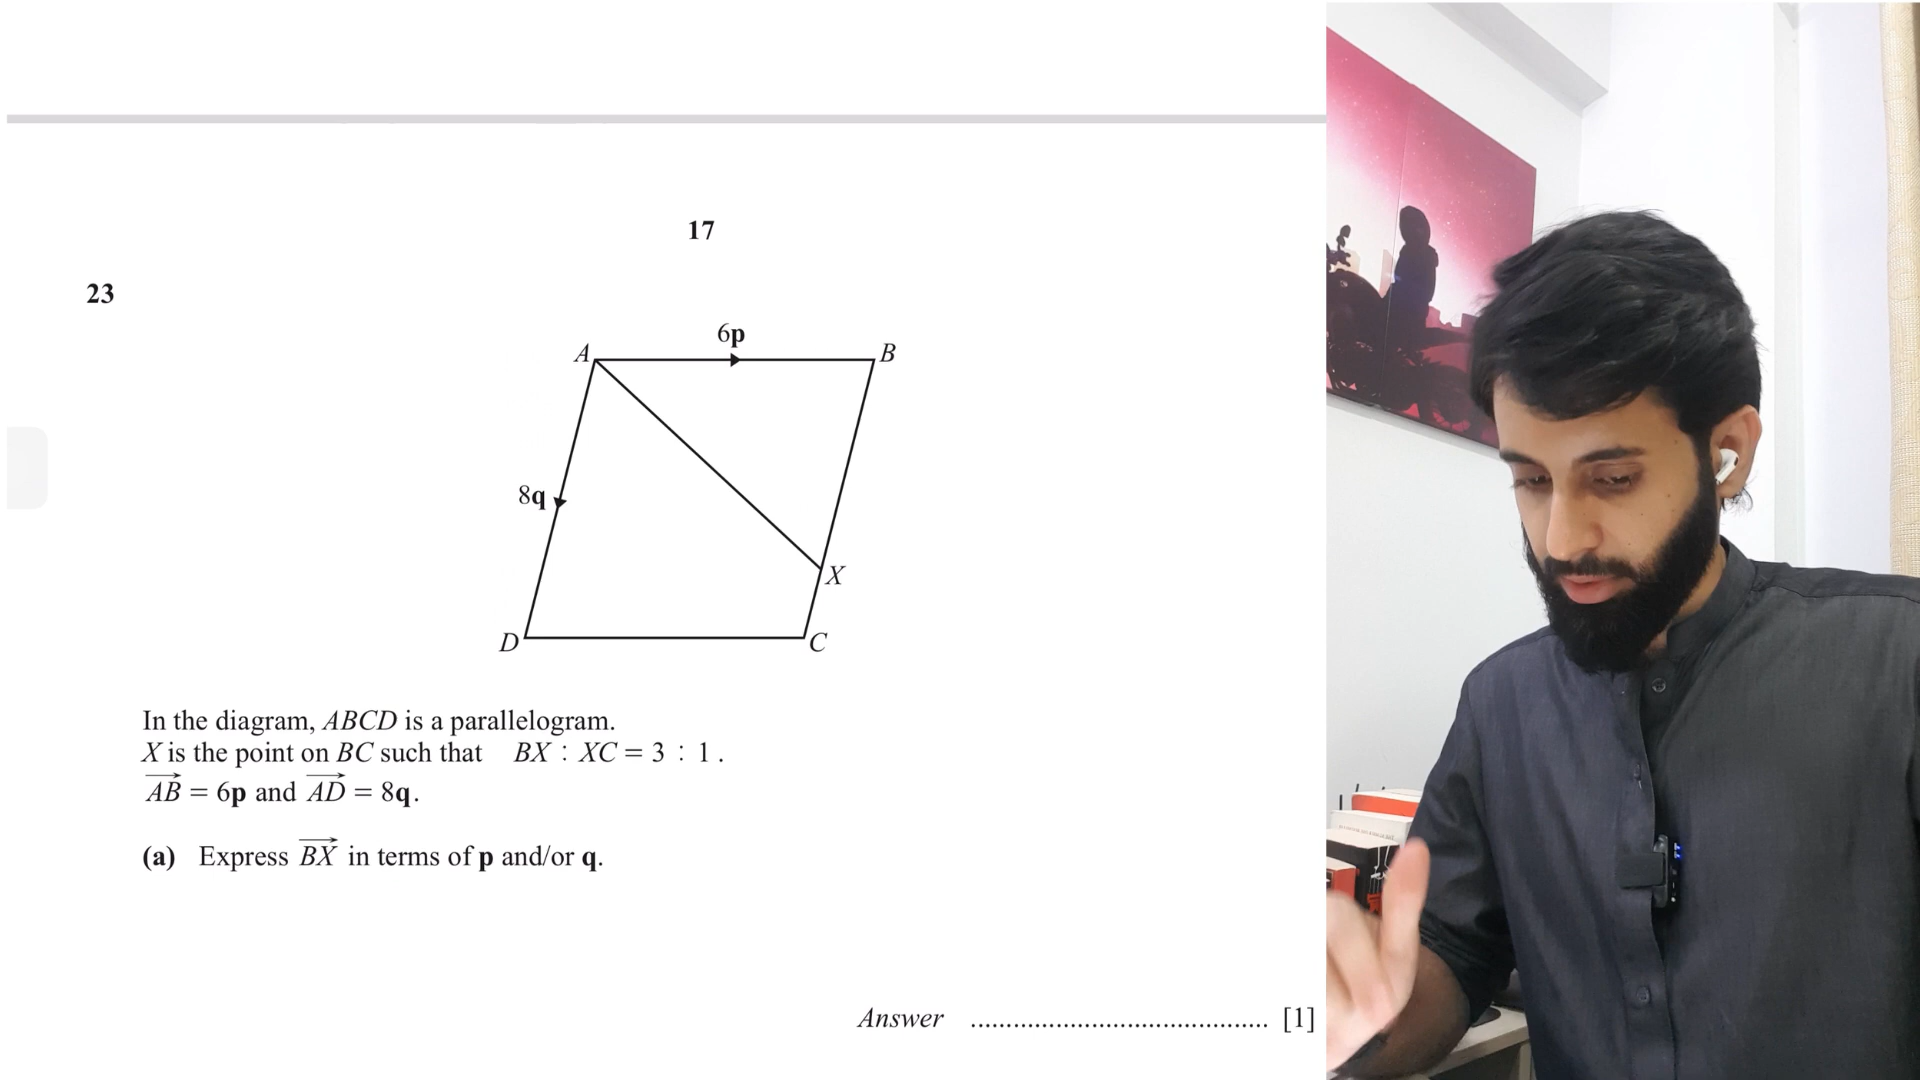 17
23
6p
A
B
8q
X
D
C
In the diagram, ABCD is a parallelogram.
X is the point on BC such that BX : XC = 3 : 1.
AB = 6p and AD = 8q.
(a) Express BX in terms of p and/or q.
Answer .......................................... [1]